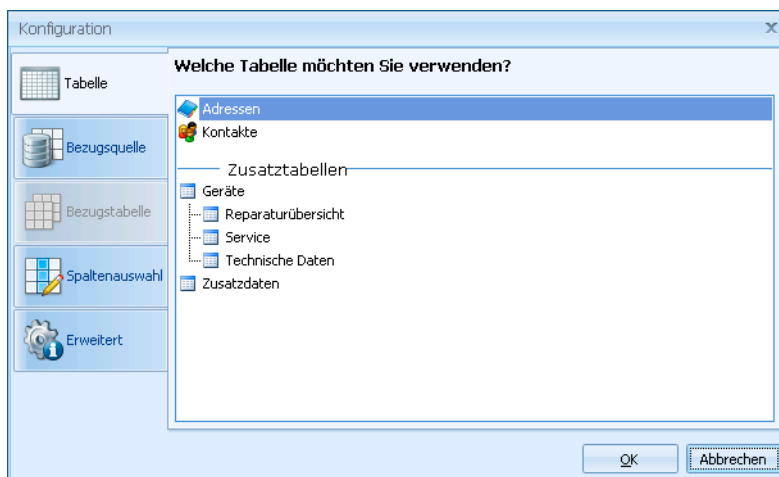 Konfiguration
Tabelle
Bezugsquelle
Bezugstabelle
Spaltenauswahl
Erweitert
Welche Tabelle möchten Sie verwenden?
Adressen
Kontakte
Zusatztabellen
Geräte
Reparaturübersicht
Service
Technische Daten
Zusatzdaten
OK
Abbrechen